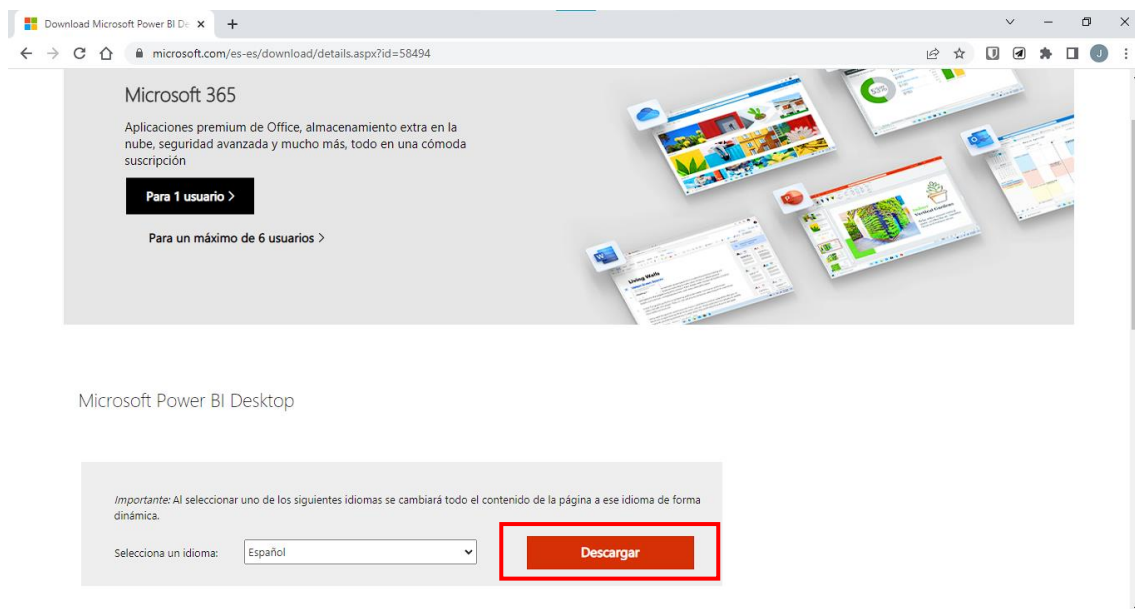 Download Microsoft Power BI De
microsoft.com/es-es/download/details.aspx?id=58494
J
Microsoft 365
Aplicaciones premium de Office, almacenamiento extra en la
nube, seguridad avanzada y mucho más, todo en una cómoda
suscripción
Para 1 usuario >
Para un máximo de 6 usuarios >
Living Walls
Microsoft Power BI Desktop
Importante: Al seleccionar uno de los siguientes idiomas se cambiará todo el contenido de la página a ese idioma de forma
dinámica.
Selecciona un idioma:
Español
Descargar